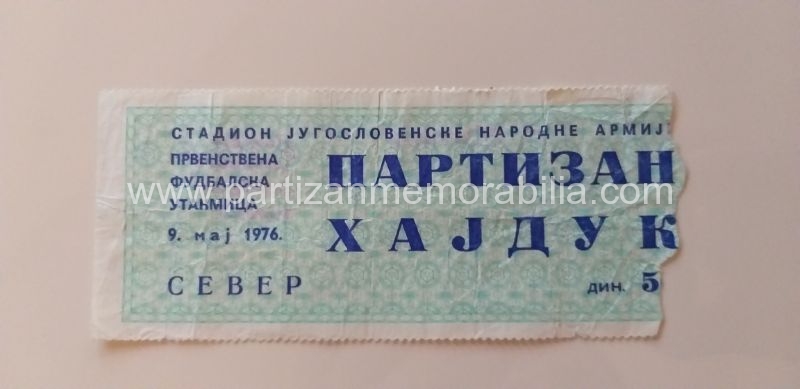 СТАДИОН ЈУГОСЛОВЕНСКЕ НАРОДНЕ АРМИЈ
ПРВЕНСТВЕНА
ФУДБАЛСКА
УТАКМИЦА
9. мај 1976.
ПАРТИЗАН
ХАЈДУК
СЕВЕР
ДИН. 5
www.partizanmemorabilia.com